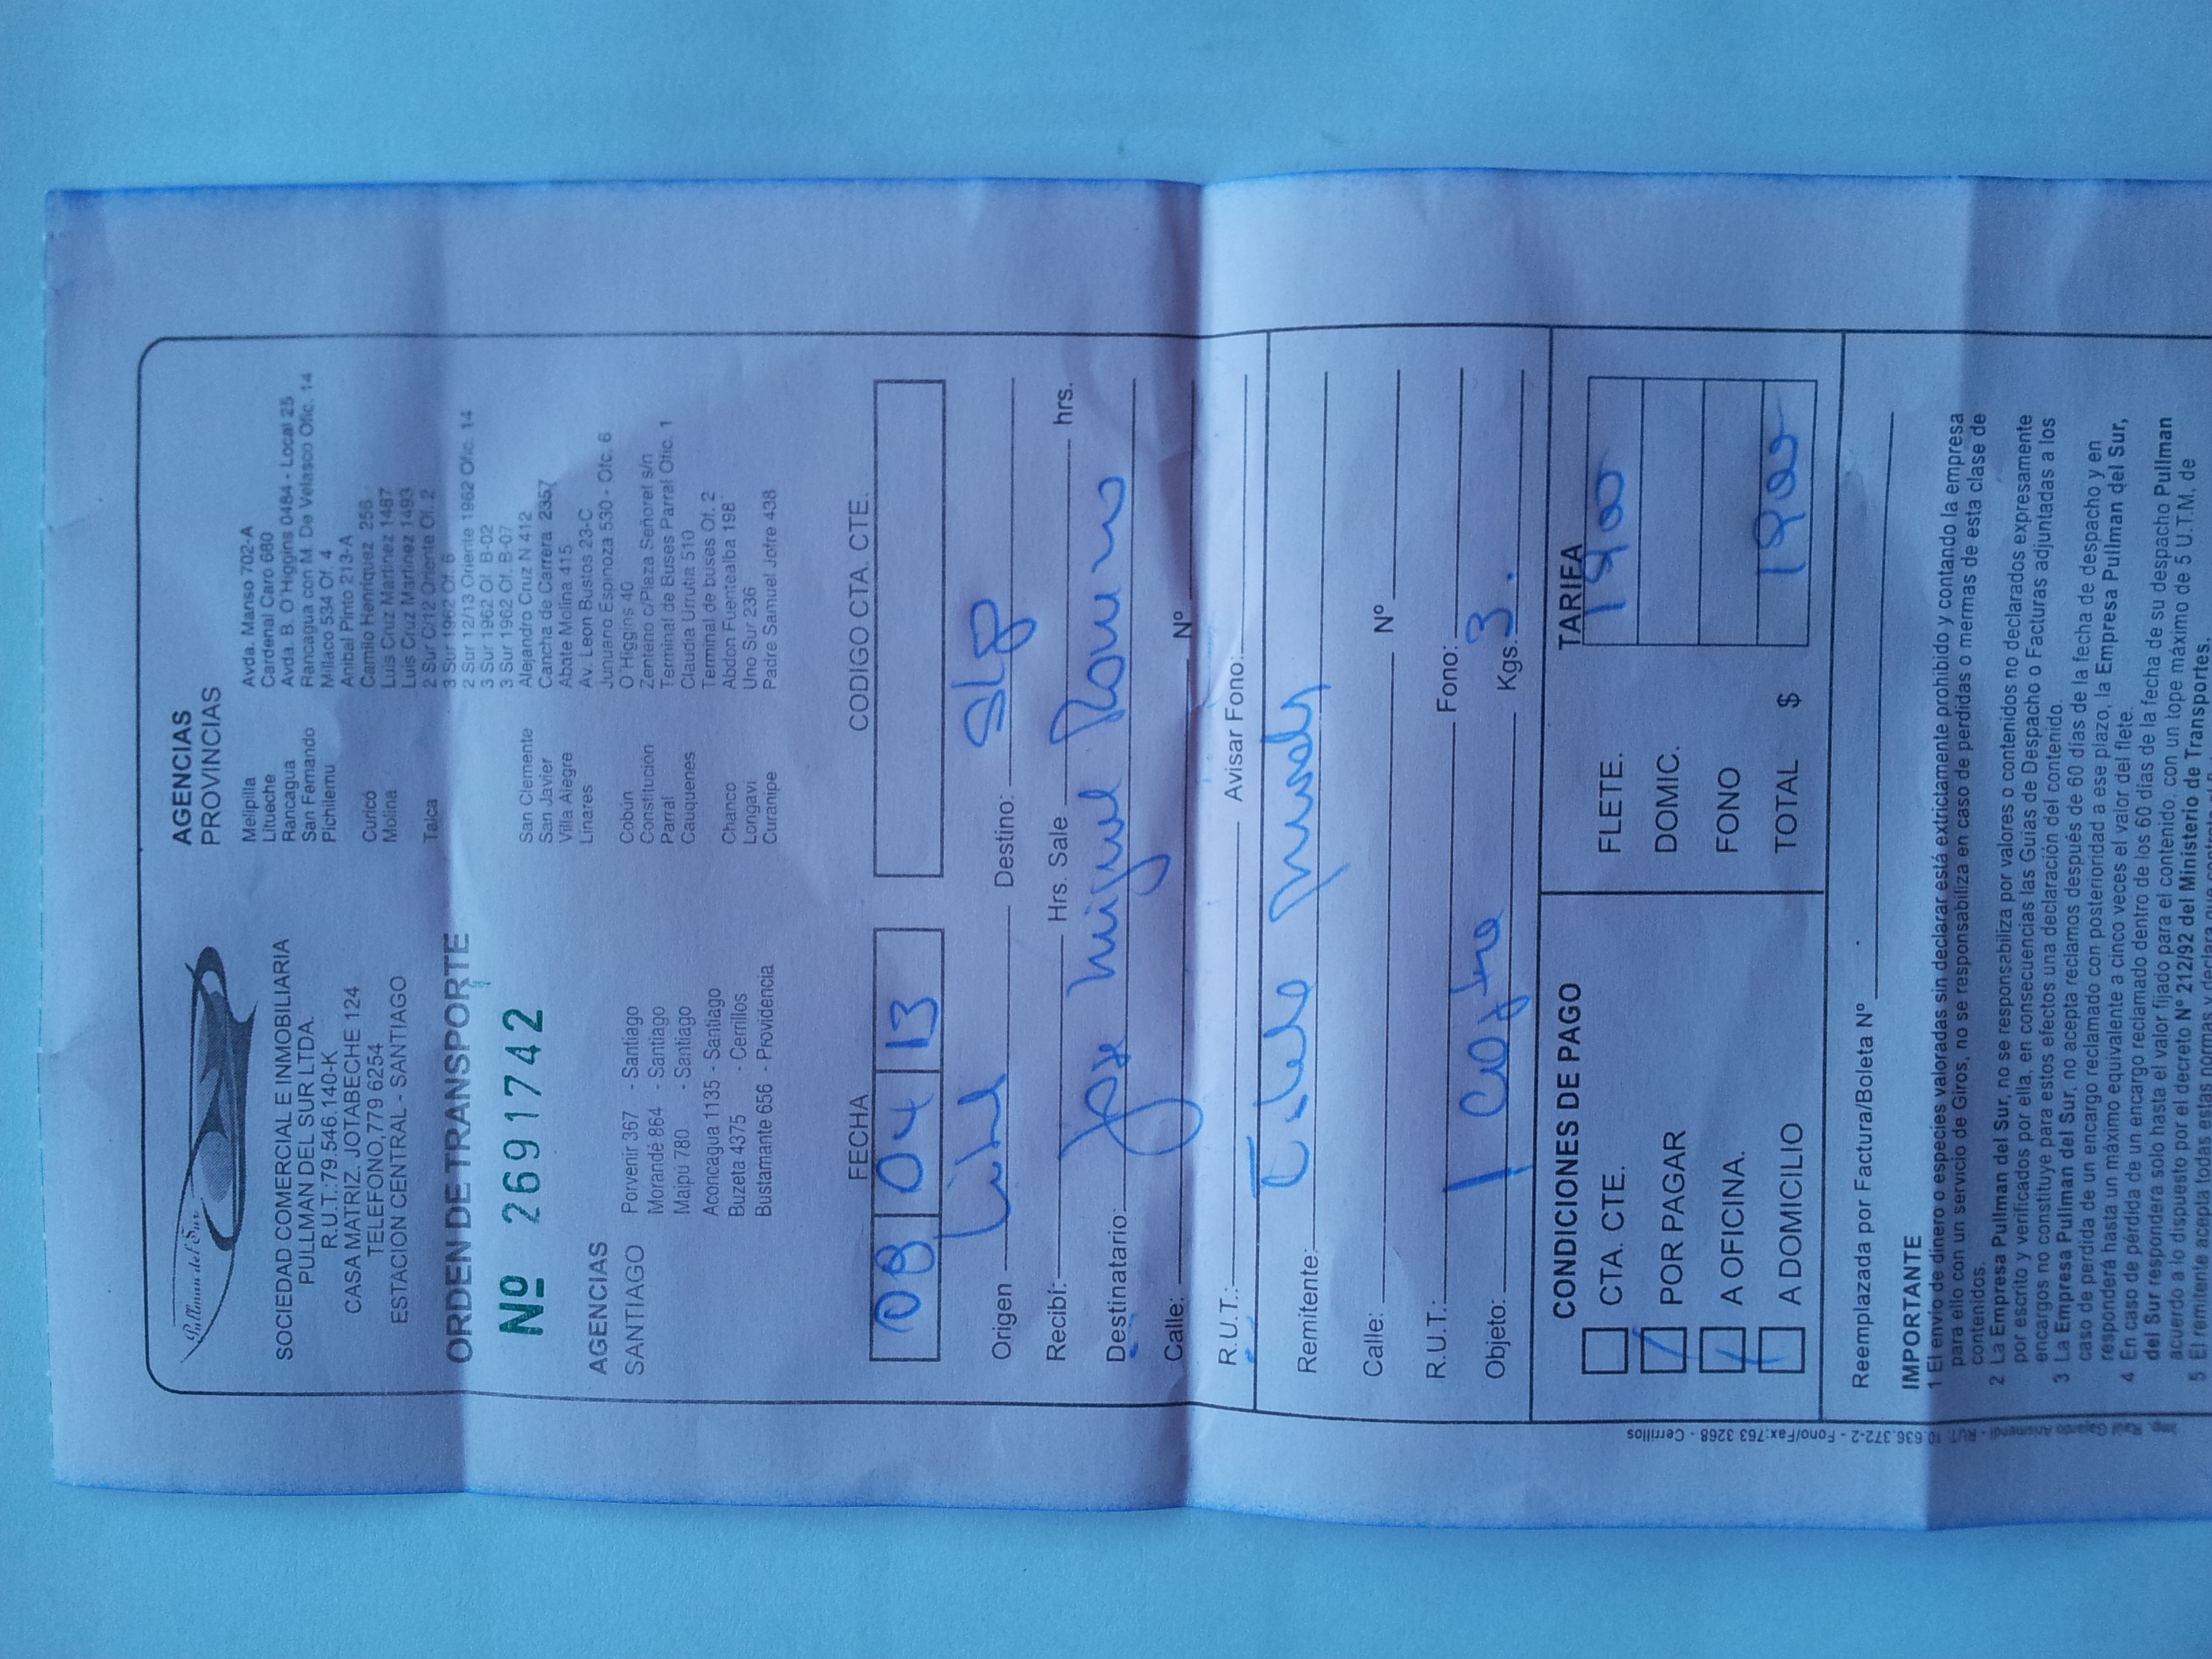 Pullman del Sur
SOCIEDAD COMERCIAL E INMOBILIARIA
PULLMAN DEL SUR LTDA.
R.U.T.:79.546.140-K
CASA MATRIZ. JOTABECHE 124
TELEFONO,779 6254
ESTACION CENTRAL - SANTIAGO
ORDEN DE TRANSPORTE
Nº 2691742
AGENCIAS
SANTIAGO
Porvenir 367 - Santiago
Morandé 864 - Santiago
Maipú 780 - Santiago
Aconcagua 1135 - Santiago
Buzeta 4375 - Cerrillos
Bustamante 656 - Providencia
AGENCIAS
PROVINCIAS
Melipilla Avda. Manso 702-A
Litueche Cardenal Caro 680
Rancagua Avda. B. O'Higgins 0484 - Local 25
San Fernando Rancagua con M. De Velasco Ofic. 14
Pichilemu Millaco 534 Of. 4
Anibal Pinto 213-A
Curicó Camilo Henriquez 256
Molina Luis Cruz Martinez 1487
Luis Cruz Martinez 1493
Talca 2 Sur C/12 Oriente Of. 2
3 Sur 1962 Of. 6
2 Sur 12/13 Oriente 1962 Ofic. 14
3 Sur 1962 Of. B-02
3 Sur 1962 Of. B-07
San Clemente Alejandro Cruz N 412
San Javier Cancha de Carrera 2357
Villa Alegre Abate Molina 415
Linares Av. Leon Bustos 23-C
Januario Espinoza 530 - Ofc. 6
Colbún O'Higgins 40
Constitución Zenteno c/Plaza Señoret s/n
Parral Terminal de Buses Parral Ofic. 1
Cauquenes Claudia Urrutia 510
Terminal de buses Of. 2
Chanco Abdon Fuentealba 198
Longaví Uno Sur 236
Curanipe Padre Samuel Jofre 438
FECHA CODIGO CTA. CTE.
08 04 13
Origen Destino:
Recibí: Hrs. Sale hrs.
Destinatario: Jose Miguel Romero
Calle: Nº
R.U.T.: Avisar Fono:
Remitente:
Calle: Nº
R.U.T.: Fono:
Objeto: 1 Kgs. 3.
CONDICIONES DE PAGO
CTA. CTE.
POR PAGAR
A OFICINA.
A DOMICILIO
TARIFA
FLETE. 1900
DOMIC.
FONO
TOTAL $ 1900
Reemplazada por Factura/Boleta Nº
IMPORTANTE
1 El envío de dinero o especies valoradas sin declarar está extrictamente prohibido y contando la empresa
para ello con un servicio de Giros, no se responsabiliza en caso de perdidas o mermas de esta clase de
contenidos.
2 La Empresa Pullman del Sur, no se responsabiliza por valores o contenidos no declarados expresamente
por escrito y verificados por ella, en consecuencias las Guías de Despacho o Facturas adjuntadas a los
encargos no constituye para estos efectos una declaración del contenido.
3 La Empresa Pullman del Sur, no acepta reclamos después de 60 días de la fecha de despacho y en
caso de perdida de un encargo reclamado con posterioridad a ese plazo, la Empresa Pullman del Sur,
responderá hasta un máximo equivalente a cinco veces el valor del flete.
4 En caso de pérdida de un encargo reclamado dentro de los 60 días de la fecha de su despacho Pullman
del Sur respondera solo hasta el valor fijado para el contenido, con un tope máximo de 5 U.T.M. de
acuerdo a lo dispuesto por el decreto Nº 212/92 del Ministerio de Transportes.
5 El remitente acepta todas estas normas
RUT. 10.636.372-2 - Fono/Fax:763 3268 - Cerrillos